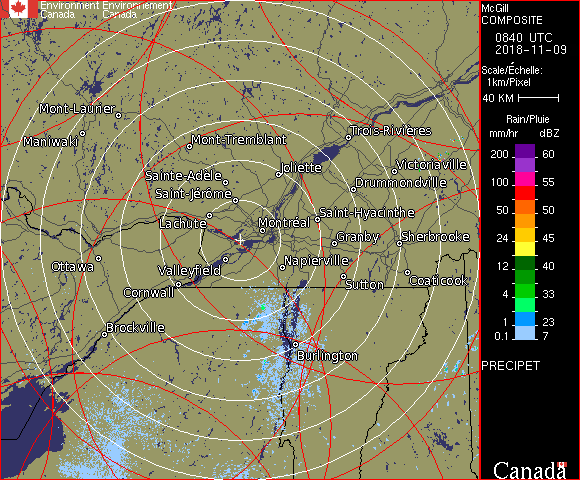 Environment Environnement
Canada Canada
McGill
COMPOSITE
0840 UTC
2018-11-09
Scale/Échelle:
1km/Pixel
40 KM
Rain/Pluie
mm/hr dBZ
200 60
100 55
50 50
24 45
12 40
4 33
1 23
0.1 7
PRECIPET
Canada
Mont-Laurier
Maniwaki
Mont-Tremblant
Trois-Rivières
Joliette
Victoriaville
Sainte-Adèle
Drummondville
Saint-Jérôme
Saint-Hyacinthe
Lachute
Montréal
Granby
Sherbrooke
Ottawa
Valleyfield
Napierville
Cornwall
Sutton
Coaticook
Brockville
Burlington